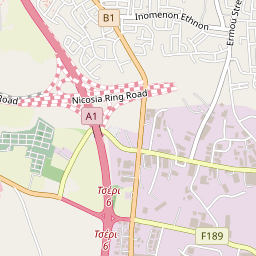 Inomenon Ethnon
B1
Ermou Stre
Nicosia Ring Road
Road
A1
Τσέρι
6
F189
Τσέρι
6